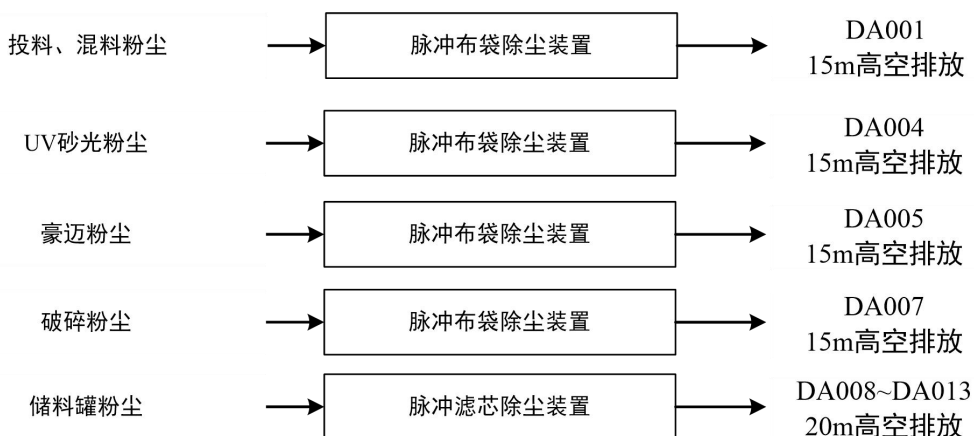 投料、混料粉尘
脉冲布袋除尘装置
DA001
15m高空排放
UV砂光粉尘
脉冲布袋除尘装置
DA004
15m高空排放
豪迈粉尘
脉冲布袋除尘装置
DA005
15m高空排放
破碎粉尘
脉冲布袋除尘装置
DA007
15m高空排放
储料罐粉尘
脉冲滤芯除尘装置
DA008~DA013
20m高空排放